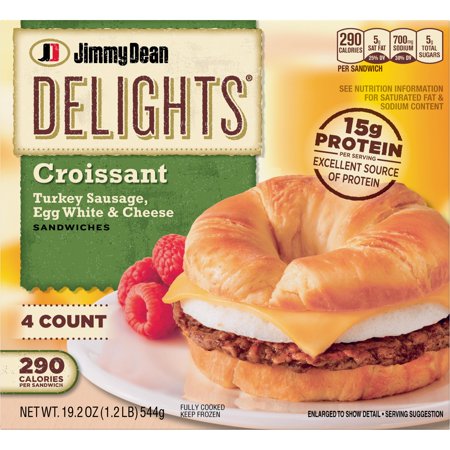 JD Jimmy Dean
DELIGHTS®
Croissant
Turkey Sausage,
Egg White & Cheese
SANDWICHES
4 COUNT
290
CALORIES
PER SANDWICH
NET WT. 19.2 OZ (1.2 LB) 544g
FULLY COOKED
KEEP FROZEN
290
CALORIES
5g
SAT FAT
25% DV
700mg
SODIUM
30% DV
5g
TOTAL
SUGARS
PER SANDWICH
SEE NUTRITION INFORMATION
FOR SATURATED FAT &
SODIUM CONTENT
15g
PROTEIN
PER SERVING
EXCELLENT SOURCE
OF PROTEIN
ENLARGED TO SHOW DETAIL • SERVING SUGGESTION